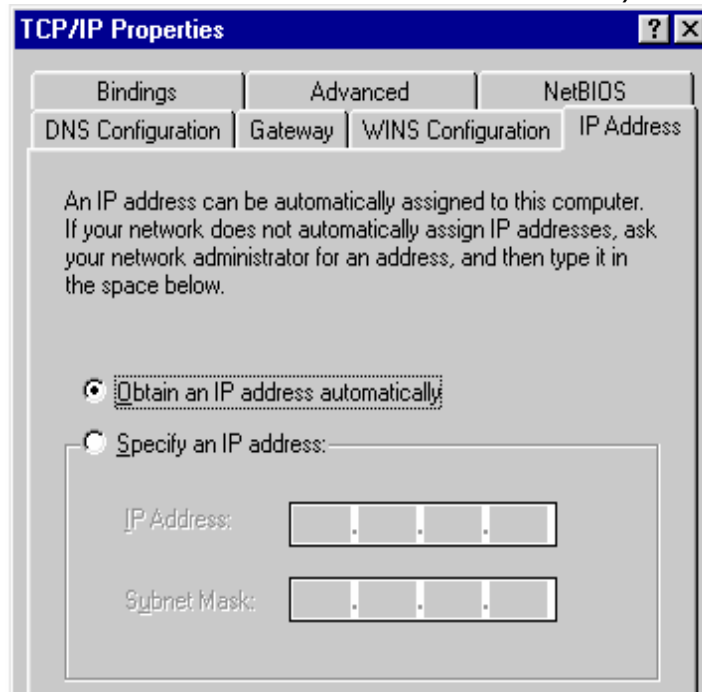 TCP/IP Properties
Bindings Advanced NetBIOS
DNS Configuration Gateway WINS Configuration IP Address
An IP address can be automatically assigned to this computer.
If your network does not automatically assign IP addresses, ask
your network administrator for an address, and then type it in
the space below.
Obtain an IP address automatically
Specify an IP address:
IP Address: . . .
Subnet Mask: . . .